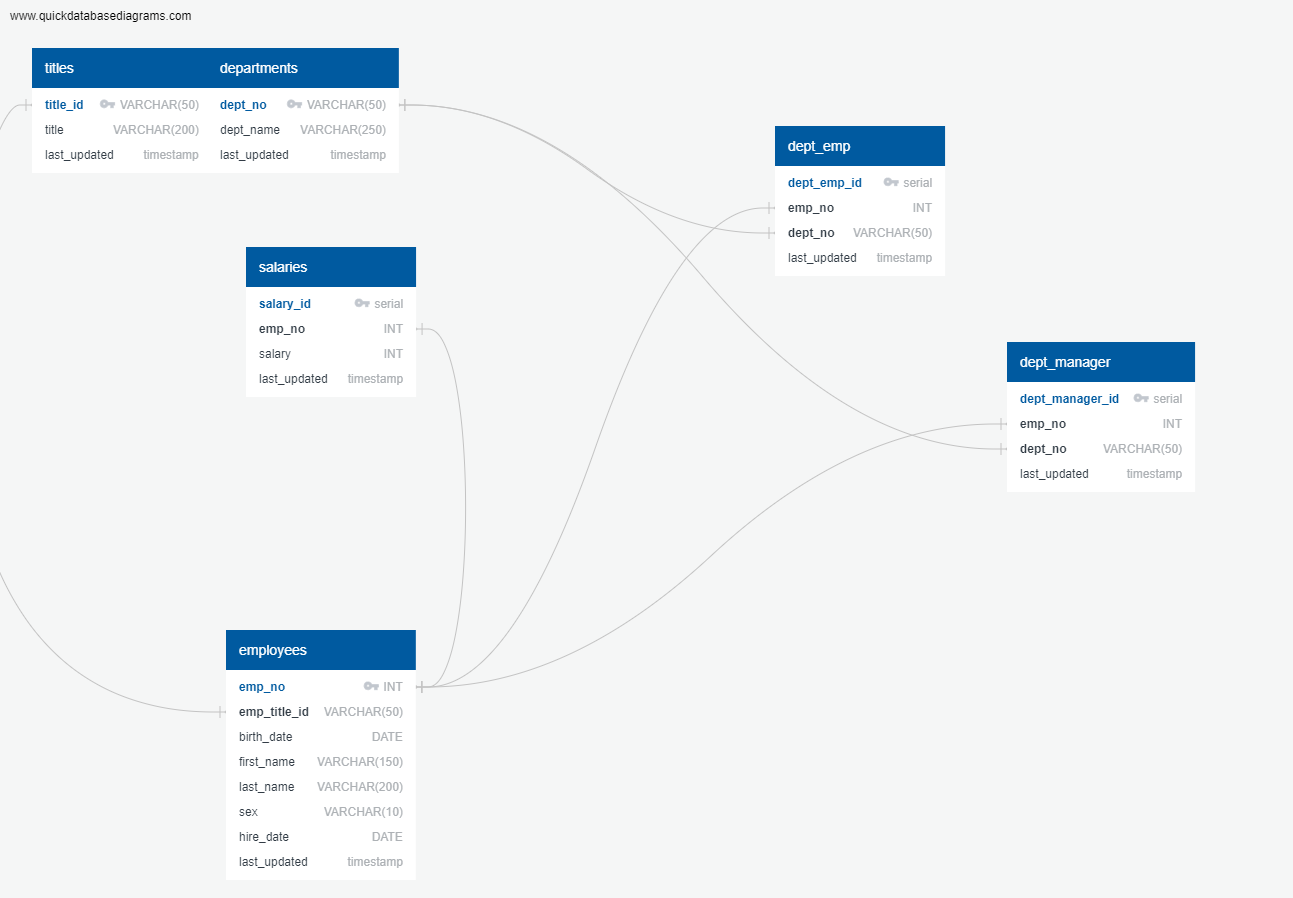 www.quickdatabasediagrams.com
titles
title_id VARCHAR(50)
title VARCHAR(200)
last_updated timestamp
departments
dept_no VARCHAR(50)
dept_name VARCHAR(250)
last_updated timestamp
dept_emp
dept_emp_id serial
emp_no INT
dept_no VARCHAR(50)
last_updated timestamp
salaries
salary_id serial
emp_no INT
salary INT
last_updated timestamp
dept_manager
dept_manager_id serial
emp_no INT
dept_no VARCHAR(50)
last_updated timestamp
employees
emp_no INT
emp_title_id VARCHAR(50)
birth_date DATE
first_name VARCHAR(150)
last_name VARCHAR(200)
sex VARCHAR(10)
hire_date DATE
last_updated timestamp